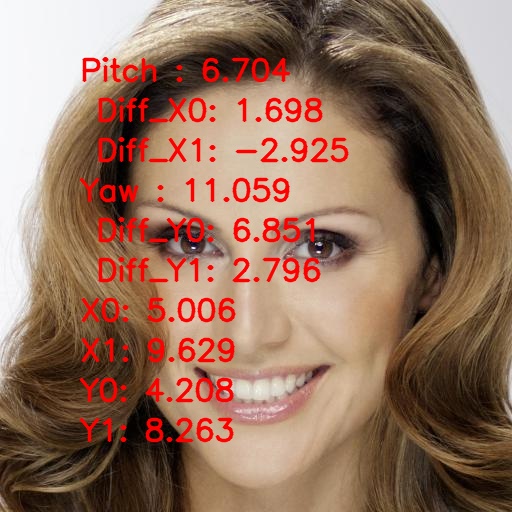 Pitch : 6.704
Diff_X0: 1.698
Diff_X1: -2.925
Yaw : 11.059
Diff_Y0: 6.851
Diff_Y1: 2.796
X0: 5.006
X1: 9.629
Y0: 4.208
Y1: 8.263